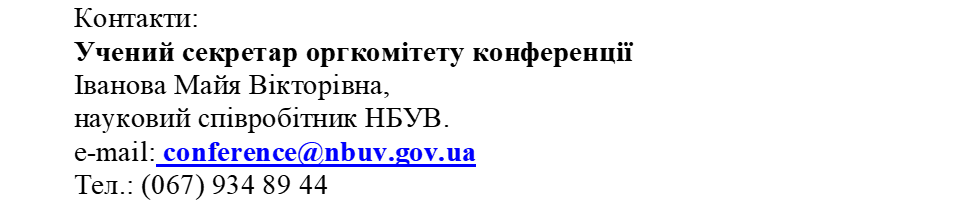 Контакти:
Учений секретар оргкомітету конференції
Іванова Майя Вікторівна,
науковий співробітник НБУВ.
e-mail: conference@nbuv.gov.ua
Тел.: (067) 934 89 44